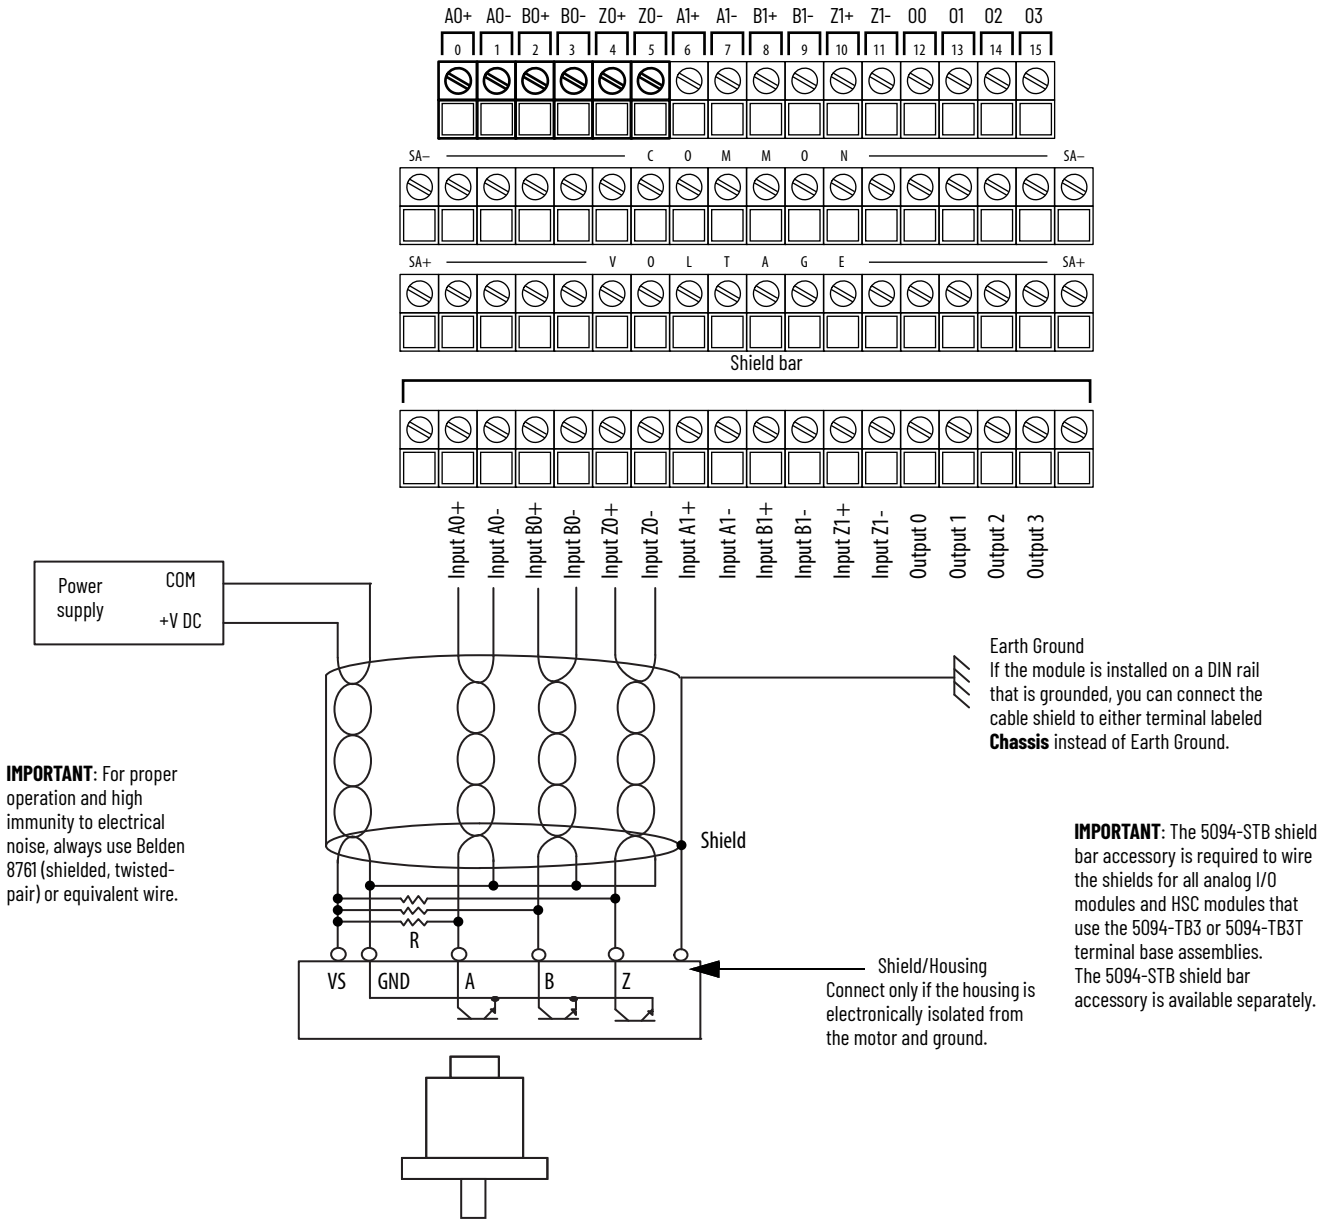 A0+ A0- B0+ B0- Z0+ Z0- A1+ A1- B1+ B1- Z1+ Z1- 00 01 02 03
0 1 2 3 4 5 6 7 8 9 10 11 12 13 14 15
SA– C O M M O N SA–
SA+ V O L T A G E SA+
Shield bar
Input A0+
Input A0-
Input B0+
Input B0-
Input Z0+
Input Z0-
Input A1+
Input A1-
Input B1+
Input B1-
Input Z1+
Input Z1-
Output 0
Output 1
Output 2
Output 3
Power
supply
COM
+V DC
Earth Ground
If the module is installed on a DIN rail
that is grounded, you can connect the
cable shield to either terminal labeled
Chassis instead of Earth Ground.
IMPORTANT: For proper
operation and high
immunity to electrical
noise, always use Belden
8761 (shielded, twisted-
pair) or equivalent wire.
Shield
IMPORTANT: The 5094-STB shield
bar accessory is required to wire
the shields for all analog I/O
modules and HSC modules that
use the 5094-TB3 or 5094-TB3T
terminal base assemblies.
The 5094-STB shield bar
accessory is available separately.
R
VS GND A B Z
Shield/Housing
Connect only if the housing is
electronically isolated from
the motor and ground.